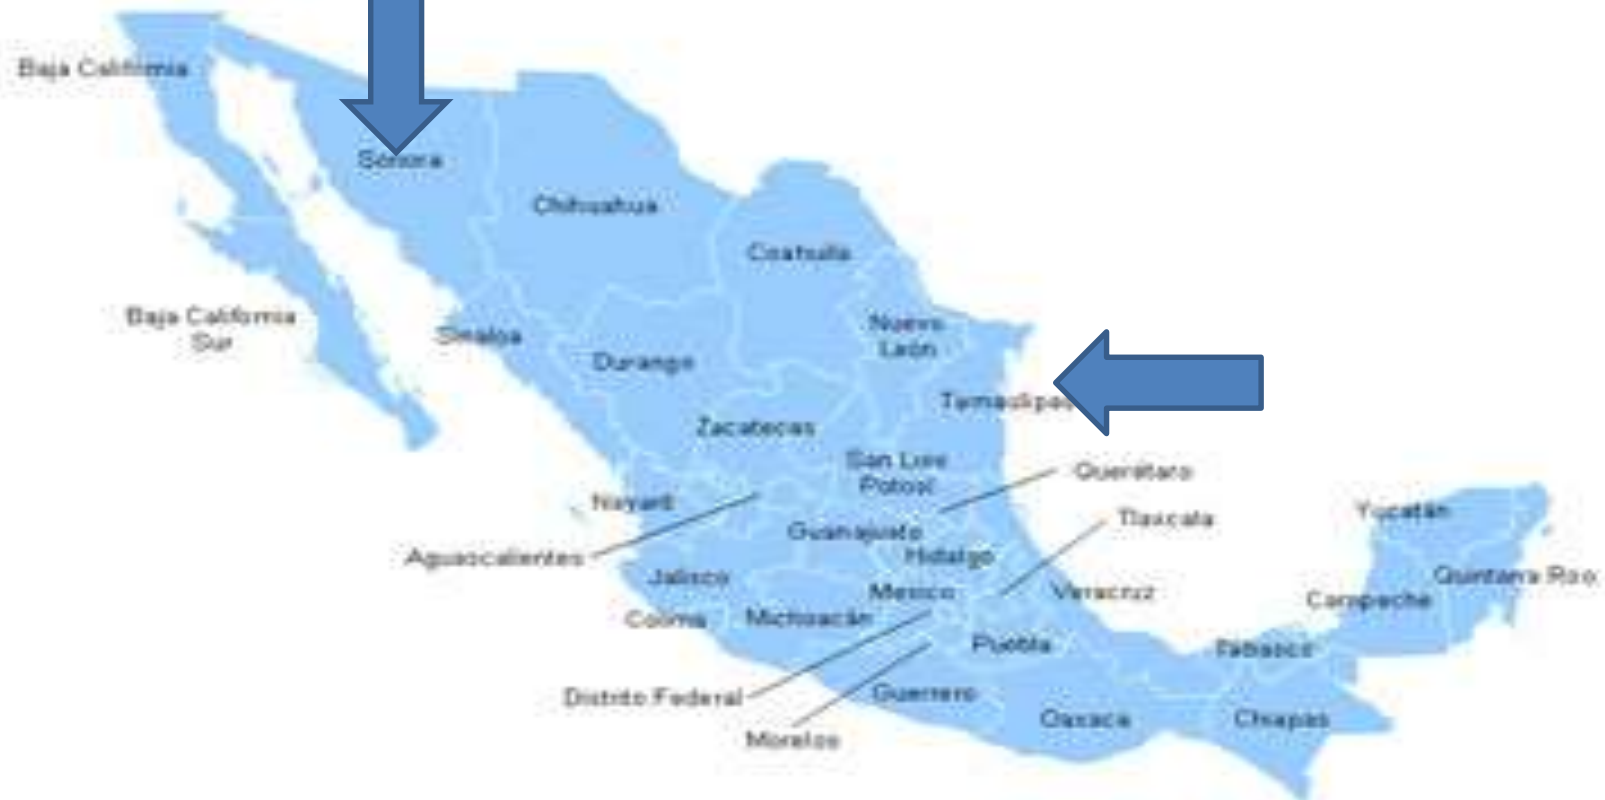 Baja California
Sonora
Chihuahua
Coahuila
Baja California
Sur
Sinaloa
Nuevo
León
Durango
Tamaulipas
Zacatecas
San Luis
Potosí
Querétaro
Nayarit
Yucatán
Tlaxcala
Guanajuato
Hidalgo
Aguascalientes
Jalisco
Quintana Roo
Mexico
Veracruz
Campeche
Colima
Michoacán
Puebla
Tabasco
Distrito Federal
Guerrero
Oaxaca
Chiapas
Morelos